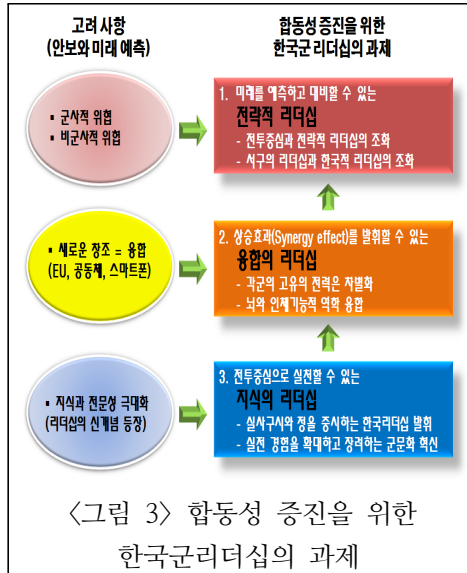 고려 사항
(안보와 미래 예측)
합동성 증진을 위한
한국군 리더십의 과제
▪ 군사적 위협
▪ 비군사적 위협
1. 미래를 예측하고 대비할 수 있는
전략적 리더십
- 전투중심과 전략적 리더십의 조화
- 서구의 리더십과 한국적 리더십의 조화
▪ 새로운 창조 = 융합
(EU, 공동체, 스마트폰)
2. 상승효과(Synergy effect)를 발휘할 수 있는
융합의 리더십
- 각군의 고유의 전력은 차별화
- 뇌와 인체기능적 역할 융합
▪ 지식과 전문성 극대화
(리더십의 신개념 등장)
3. 전투중심으로 실천할 수 있는
지식의 리더십
- 실사구시와 정을 중시하는 한국리더십 발휘
- 실전 경험을 확대하고 장려하는 군문화 혁신
〈그림 3〉 합동성 증진을 위한
한국군리더십의 과제